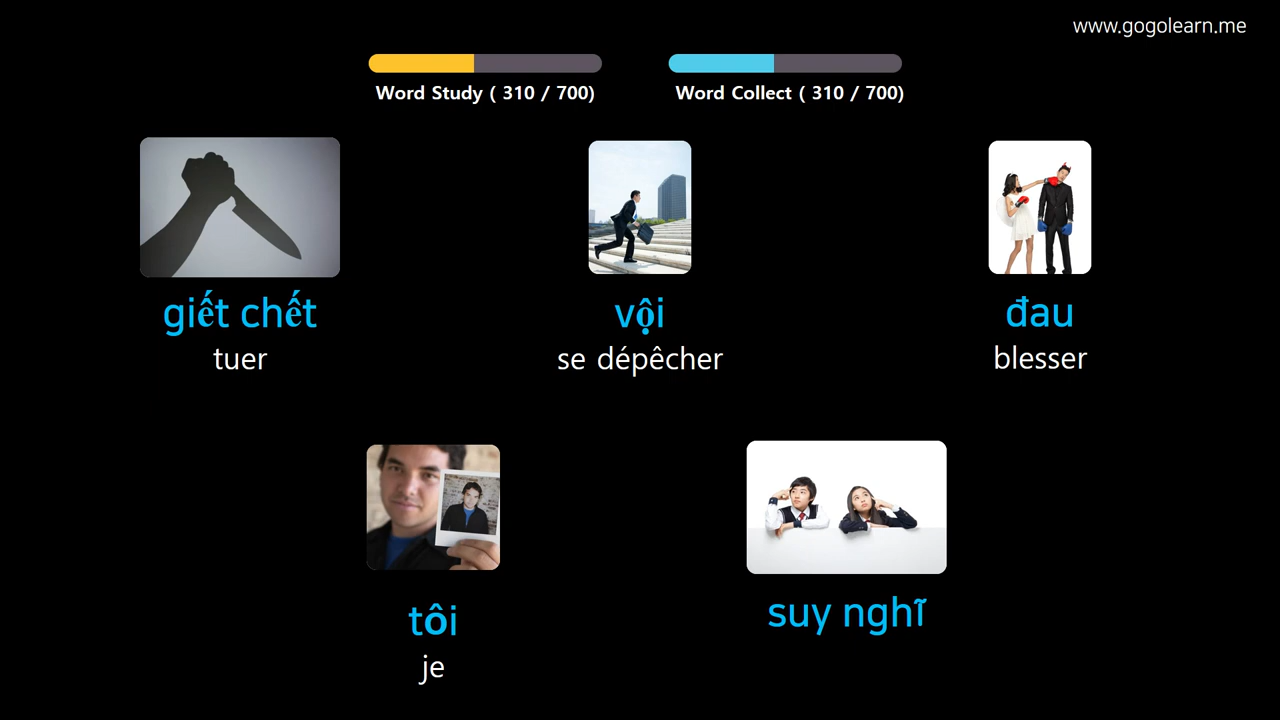 www.gogolearn.me
Word Study ( 310 / 700)
Word Collect ( 310 / 700)
giết chết
tuer
vội
se dépêcher
đau
blesser
tôi
je
suy nghĩ